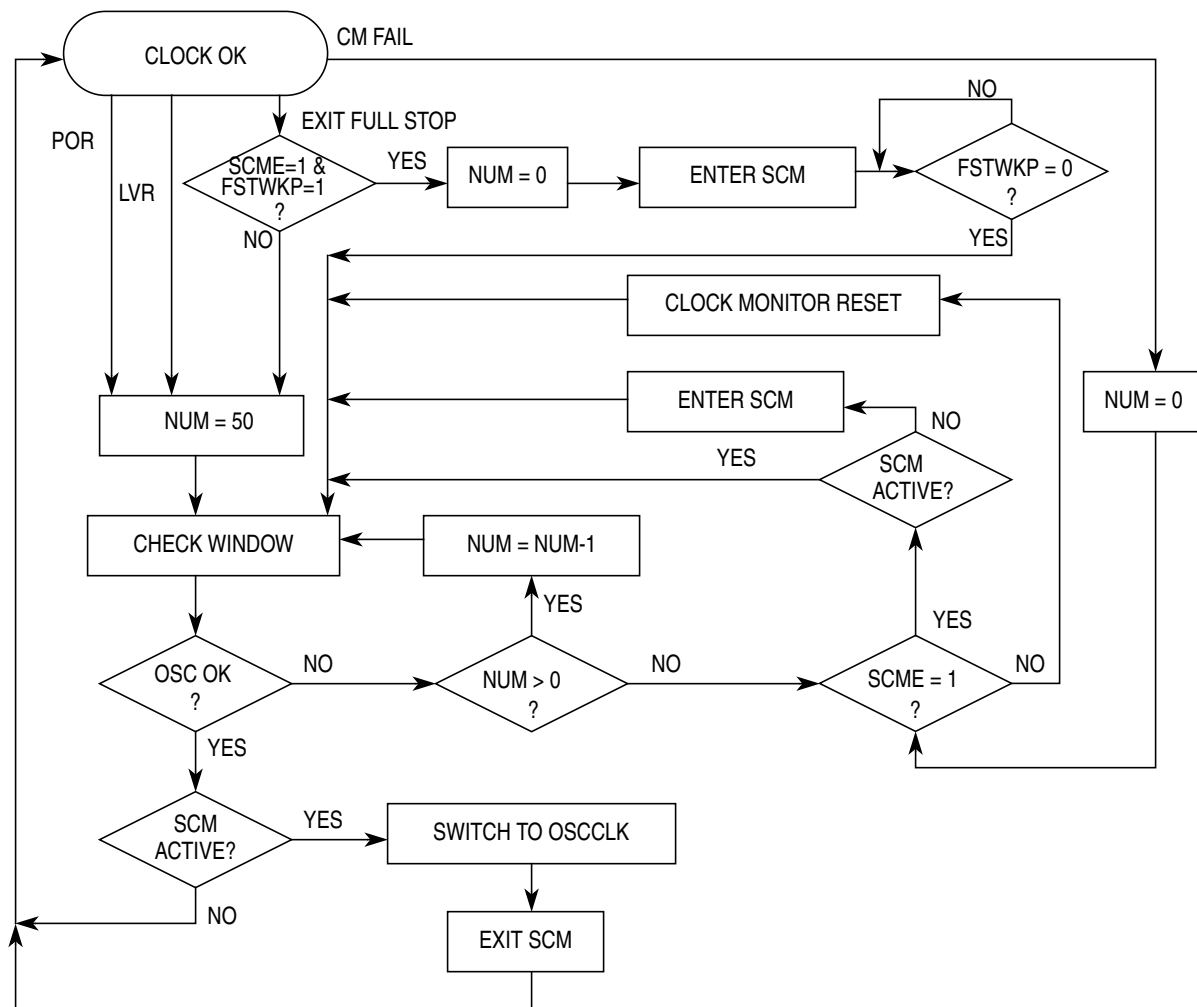 CLOCK OK
CM FAIL
POR
LVR
EXIT FULL STOP
SCME=1 &
FSTWKP=1
?
YES
NO
NUM = 0
ENTER SCM
NO
FSTWKP = 0
?
YES
CLOCK MONITOR RESET
ENTER SCM
NUM = 0
NUM = 50
NO
YES
SCM
ACTIVE?
CHECK WINDOW
NUM = NUM-1
YES
YES
OSC OK
?
NO
NUM > 0
?
NO
SCME = 1
?
NO
YES
SCM
ACTIVE?
YES
SWITCH TO OSCCLK
NO
EXIT SCM